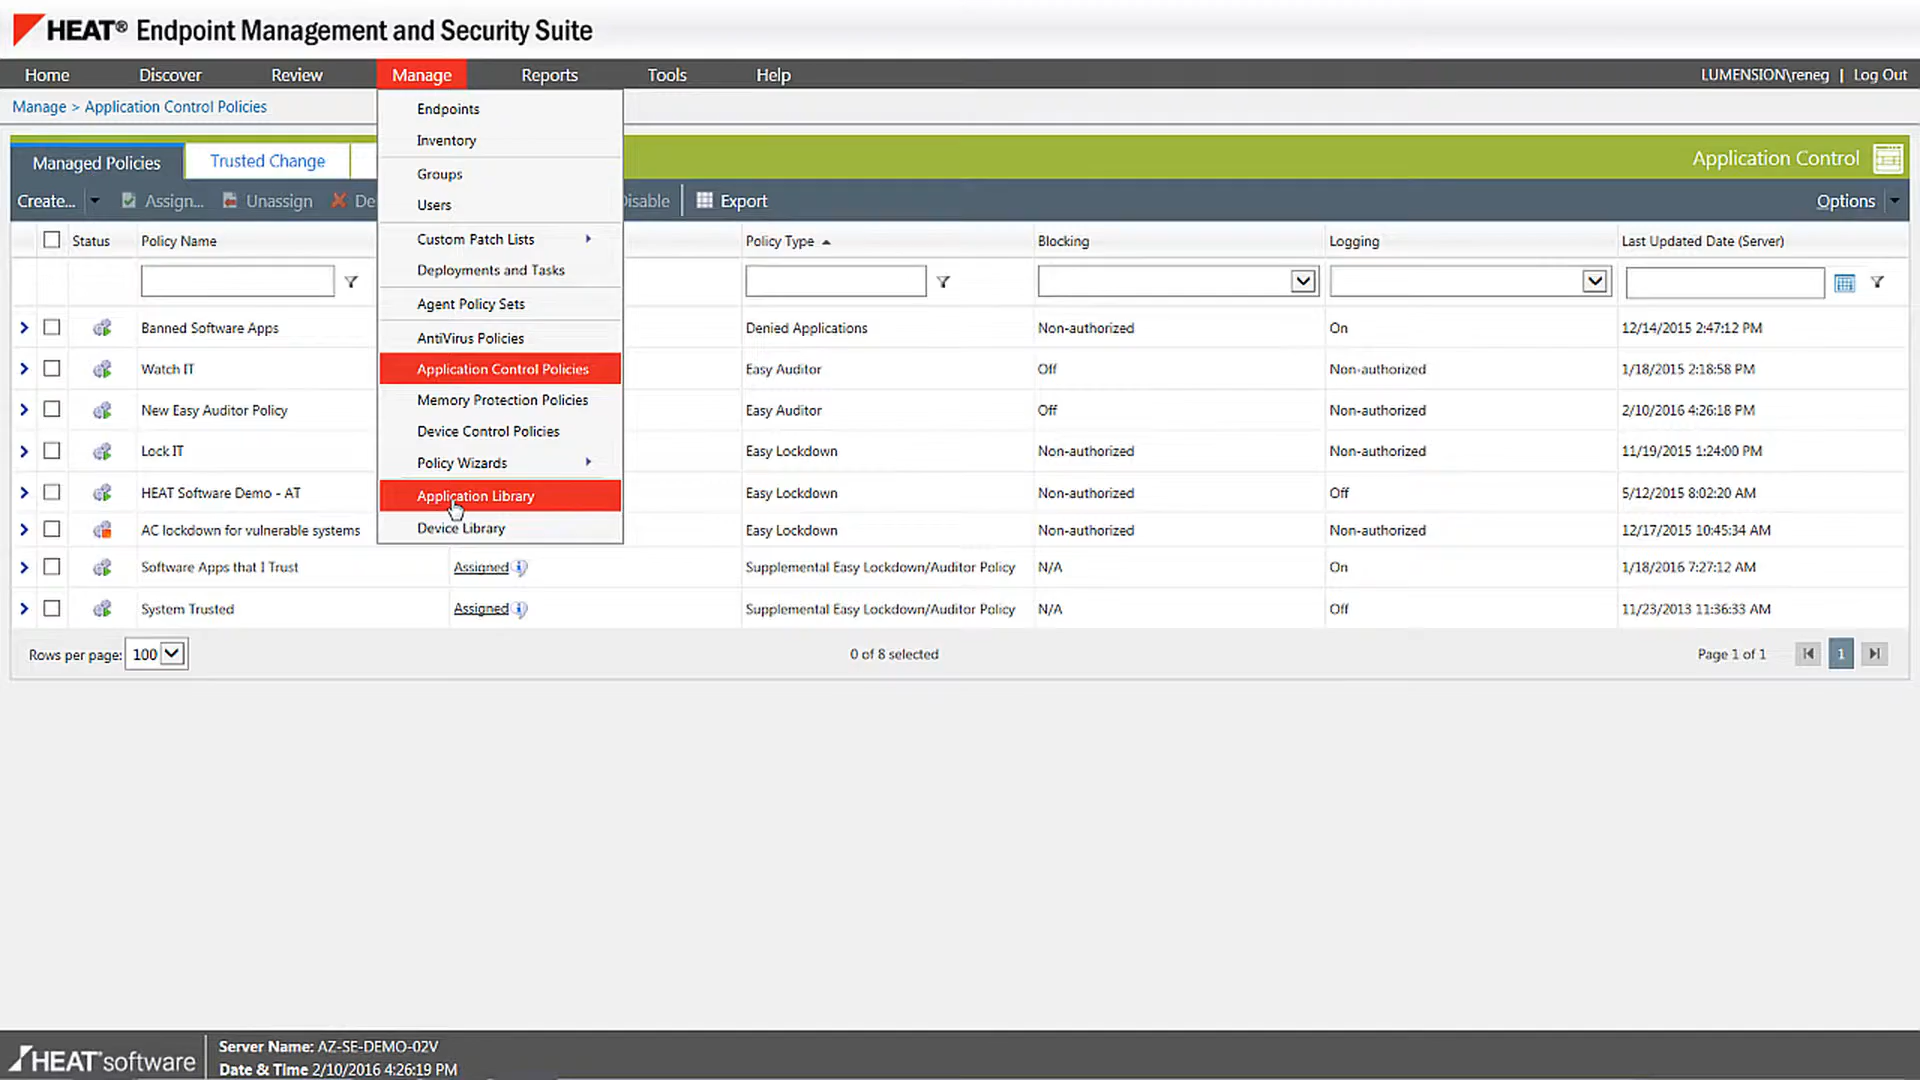 HEAT® Endpoint Management and Security Suite
Home Discover Review Manage Reports Tools Help LUMENSION\reneg | Log Out
Manage > Application Control Policies
Endpoints
Inventory
Groups
Users
Custom Patch Lists
Deployments and Tasks
Agent Policy Sets
AntiVirus Policies
Application Control Policies
Memory Protection Policies
Device Control Policies
Policy Wizards
Application Library
Device Library
Managed Policies Trusted Change Application Control
Create... Assign... Unassign De Disable Export Options
Status Policy Name Policy Type Blocking Logging Last Updated Date (Server)
Banned Software Apps Denied Applications Non-authorized On 12/14/2015 2:47:12 PM
Watch IT Easy Auditor Off Non-authorized 1/18/2015 2:18:58 PM
New Easy Auditor Policy Easy Auditor Off Non-authorized 2/10/2016 4:26:18 PM
Lock IT Easy Lockdown Non-authorized Non-authorized 11/19/2015 1:24:00 PM
HEAT Software Demo - AT Easy Lockdown Non-authorized Off 5/12/2015 8:02:20 AM
AC lockdown for vulnerable systems Easy Lockdown Non-authorized Non-authorized 12/17/2015 10:45:34 AM
Software Apps that I Trust Assigned Supplemental Easy Lockdown/Auditor Policy N/A On 1/18/2016 7:27:12 AM
System Trusted Assigned Supplemental Easy Lockdown/Auditor Policy N/A Off 11/23/2013 11:36:33 AM
Rows per page: 100 0 of 8 selected Page 1 of 1 1
HEAT software Server Name: AZ-SE-DEMO-02V
Date & Time 2/10/2016 4:26:19 PM